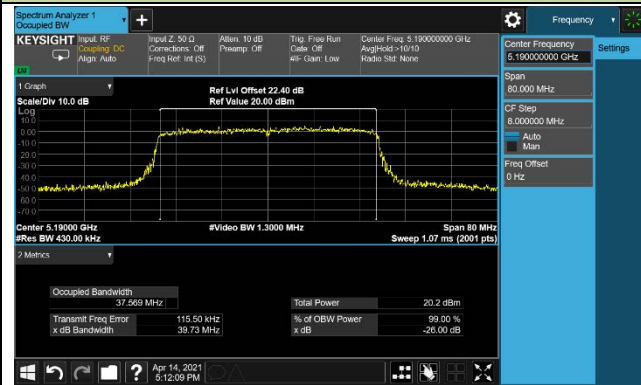 Spectrum Analyzer 1
Occupied BW
Frequency
KEYSIGHT
Input: RF
Coupling: DC
Align: Auto
Input Z: 50 Ω
Corrections: Off
Freq Ref: Int (S)
Atten: 10 dB
Preamp: Off
Trig: Free Run
Gate: Off
#IF Gain: Low
Center Freq: 5.190000000 GHz
Avg|Hold:>10/10
Radio Std: None
Center Frequency
5.190000000 GHz
Settings
Span
80.000 MHz
CF Step
8.000000 MHz
Auto
Man
Freq Offset
0 Hz
1 Graph
Scale/Div 10.0 dB
Ref Lvl Offset 22.40 dB
Ref Value 20.00 dBm
Log
10.0
0.00
-10.0
-20.0
-30.0
-40.0
-50.0
-60.0
-70.0
Center 5.19000 GHz
#Res BW 430.00 kHz
#Video BW 1.3000 MHz
Span 80 MHz
Sweep 1.07 ms (2001 pts)
2 Metrics
Occupied Bandwidth
37.569 MHz
Total Power
20.2 dBm
Transmit Freq Error
115.50 kHz
% of OBW Power
99.00 %
x dB Bandwidth
39.73 MHz
x dB
-26.00 dB
Apr 14, 2021
5:12:09 PM